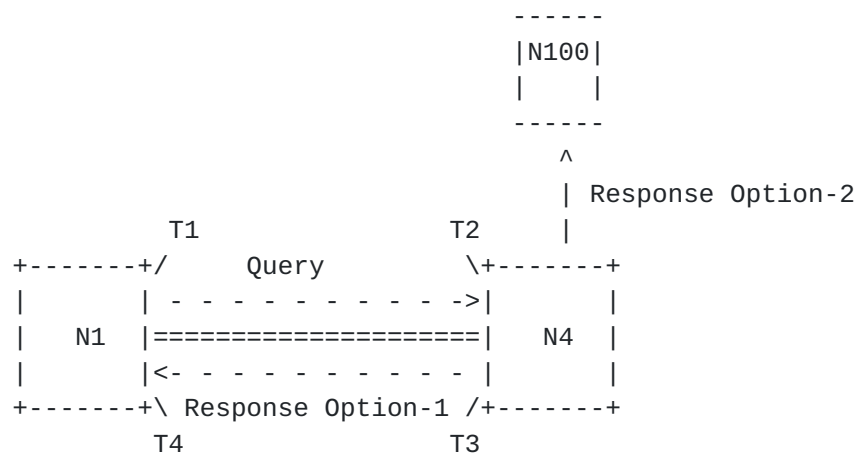 ------
|N100|
|    |
------
^
| Response Option-2
T1                T2     |
+-------+/     Query         \+-------+
|       | - - - - - - - - - ->|       |
|   N1  |=====================|   N4  |
|       |<- - - - - - - - - - |       |
+-------+\ Response Option-1 /+-------+
T4                T3